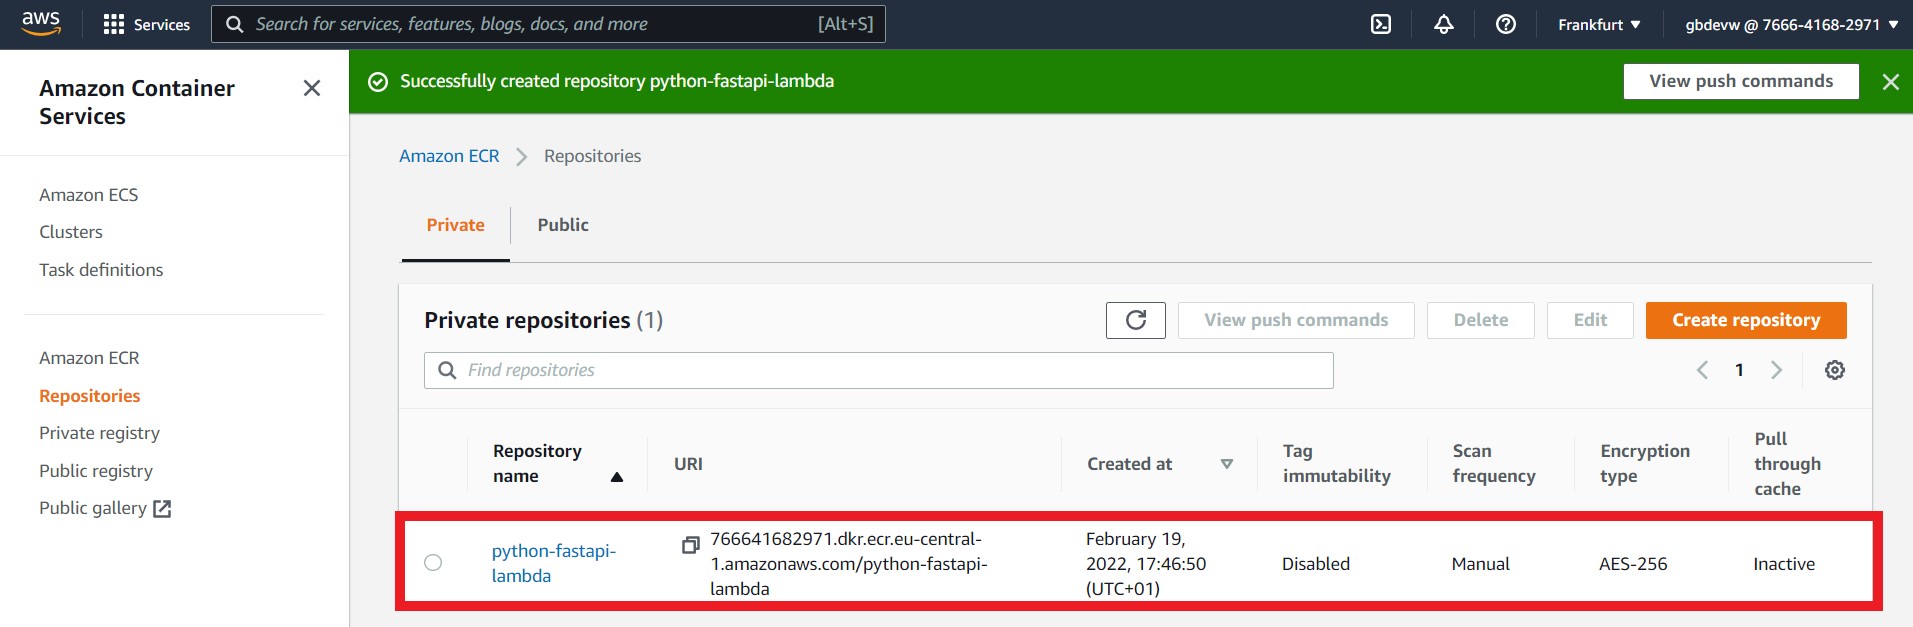 aws
Services
Search for services, features, blogs, docs, and more
[Alt+S]
Frankfurt
gbdevw @ 7666-4168-2971
Amazon Container
Services
Amazon ECS
Clusters
Task definitions
Amazon ECR
Repositories
Private registry
Public registry
Public gallery
Successfully created repository python-fastapi-lambda
View push commands
Amazon ECR
Repositories
Private
Public
Private repositories (1)
View push commands
Delete
Edit
Create repository
Find repositories
1
Repository
name
URI
Created at
Tag
immutability
Scan
frequency
Encryption
type
Pull
through
cache
python-fastapi-
lambda
766641682971.dkr.ecr.eu-central-
1.amazonaws.com/python-fastapi-
lambda
February 19,
2022, 17:46:50
(UTC+01)
Disabled
Manual
AES-256
Inactive